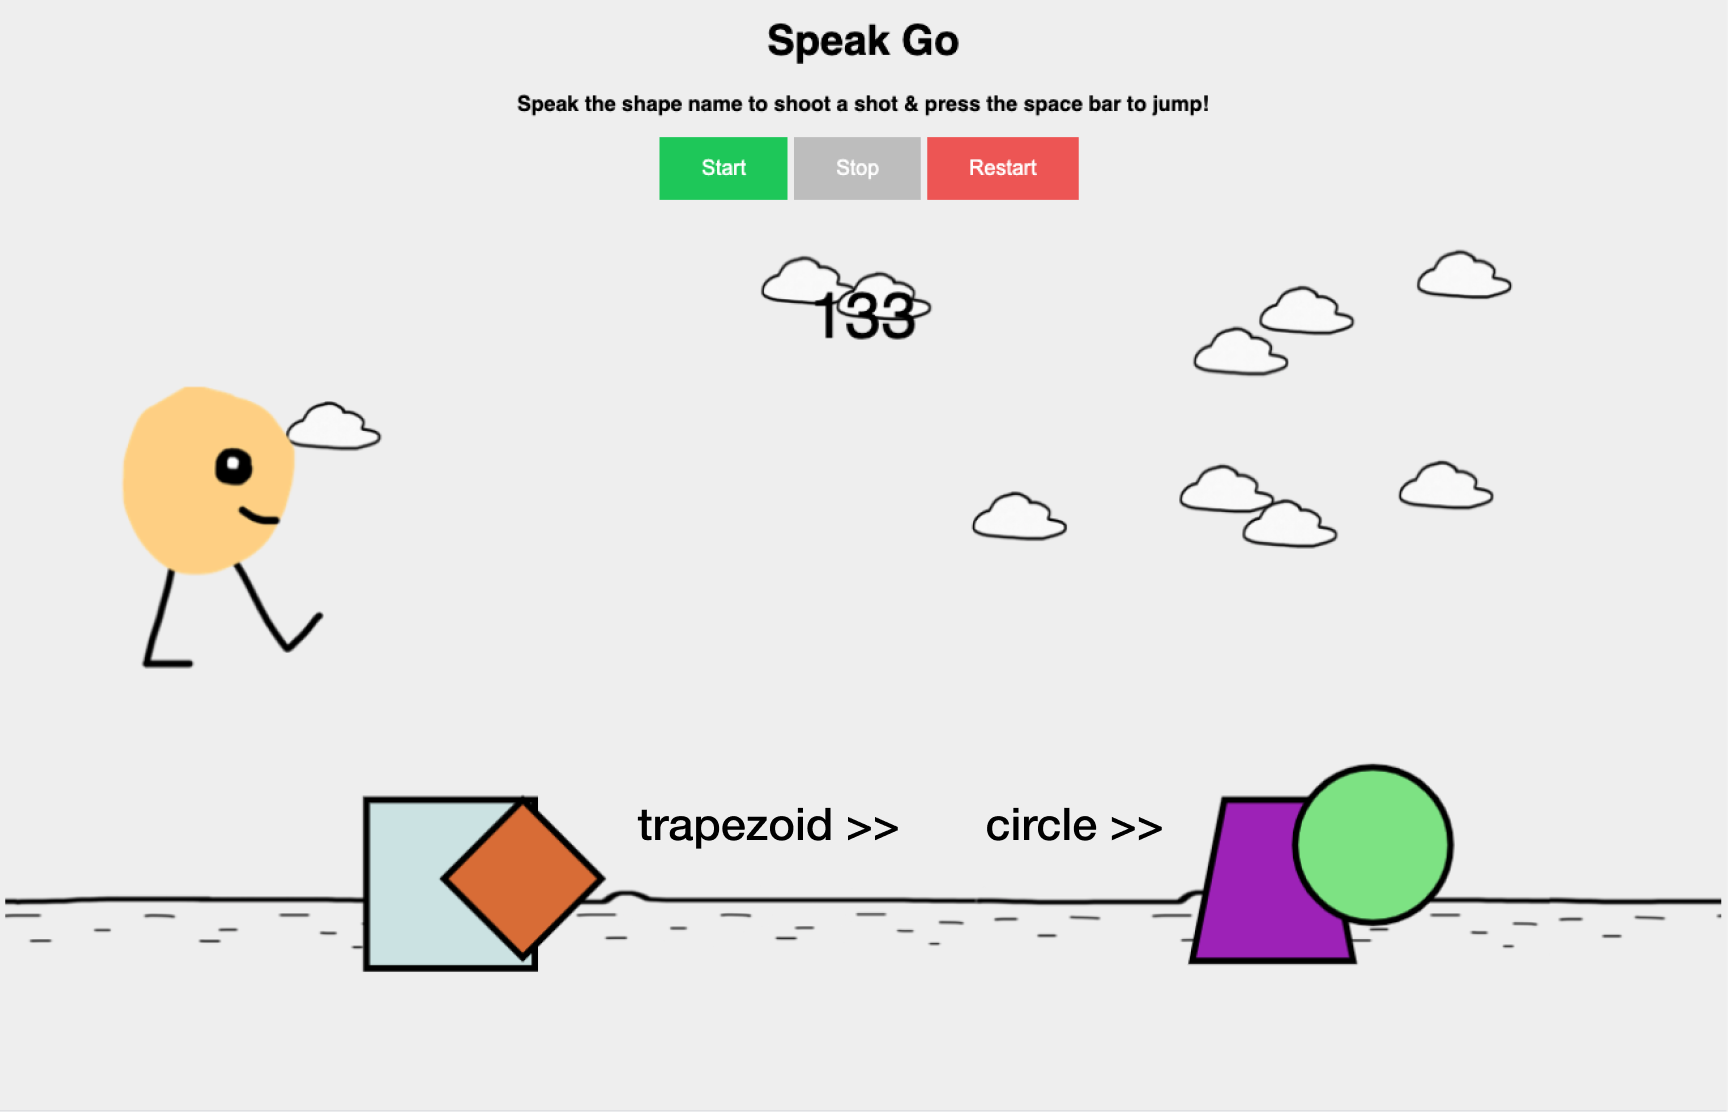 Speak Go
Speak the shape name to shoot a shot & press the space bar to jump!
Start Stop Restart
133
trapezoid >> circle >>